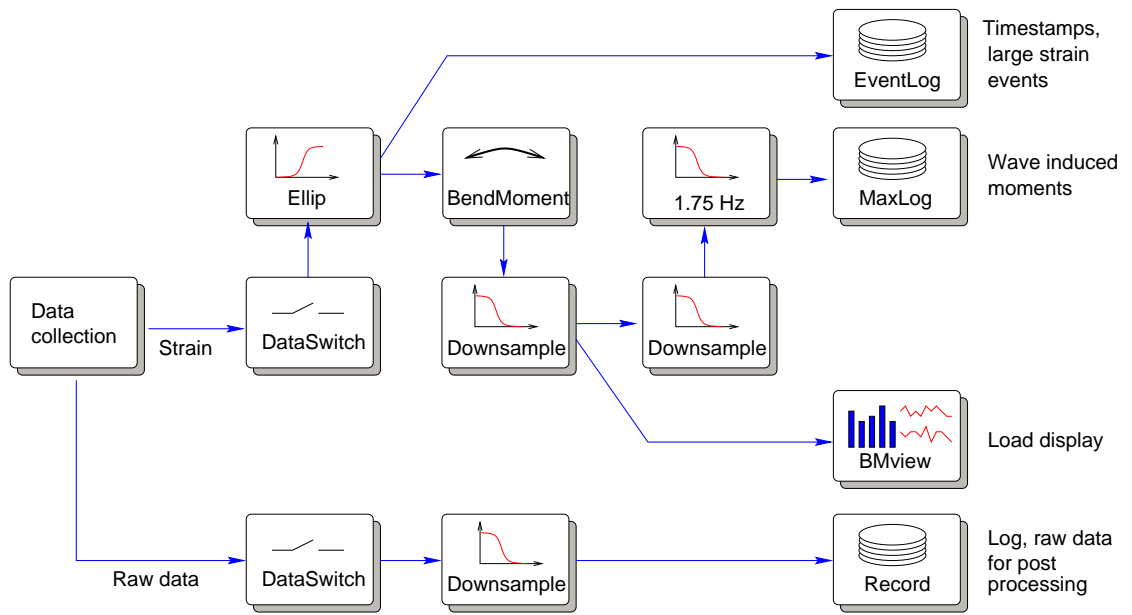 Timestamps,
large strain
events
EventLog
Ellip
BendMoment
1.75 Hz
MaxLog
Wave induced
moments
Data
collection
Strain
DataSwitch
Downsample
Downsample
BMview
Load display
Raw data
DataSwitch
Downsample
Record
Log, raw data
for post
processing